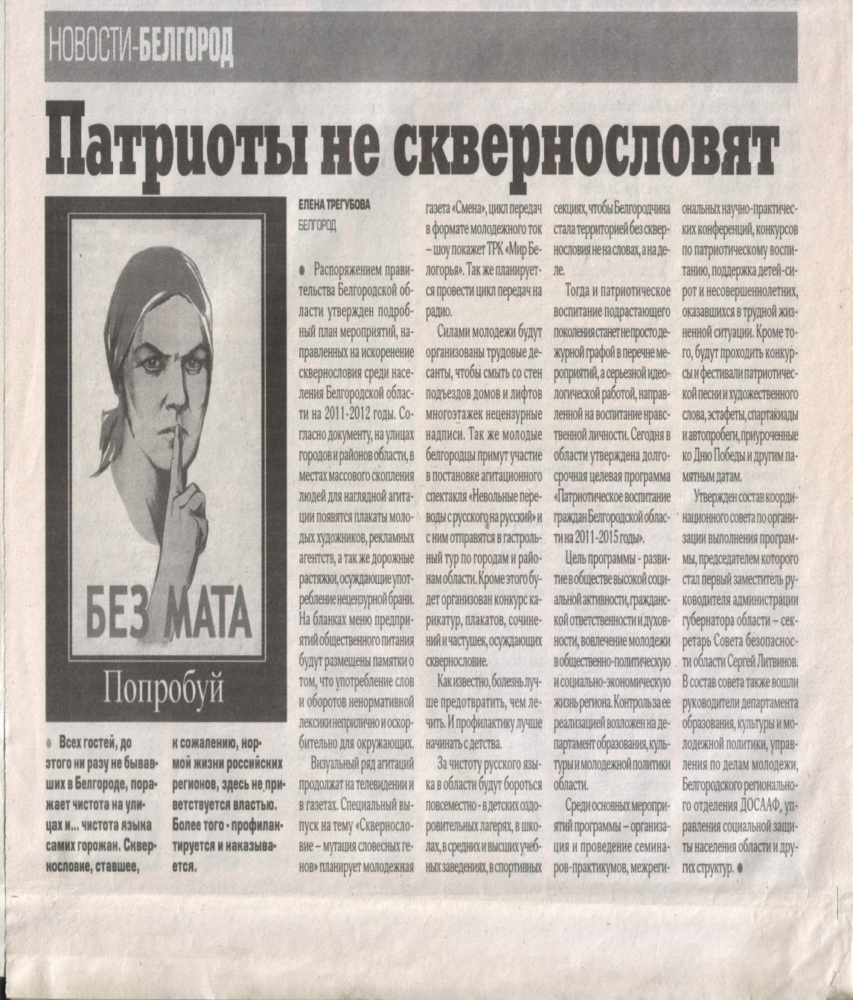 НОВОСТИ-БЕЛГОРОД
Патриоты не сквернословят
БЕЗ МАТА
Попробуй
● Всех гостей, до
этого ни разу не бывав-
ших в Белгороде, пора-
жает чистота на ули-
цах и... чистота языка
самих горожан. Сквер-
нословие, ставшее,
к сожалению, нор-
мой жизни российских
регионов, здесь не при-
ветствуется властью.
Более того - профилак-
тируется и наказыва-
ется.
ЕЛЕНА ТРЕГУБОВА
БЕЛГОРОД
● Распоряжением прави-
тельства Белгородской об-
ласти утвержден подроб-
ный план мероприятий, на-
правленных на искоренение
сквернословия среди насе-
ления Белгородской облас-
ти на 2011-2012 годы. Со-
гласно документу, на улицах
городов и районов области, в
местах массового скопления
людей для наглядной агита-
ции появятся плакаты моло-
дых художников, рекламных
агентств, а так же дорожные
растяжки, осуждающие упот-
ребление нецензурной брани.
На бланках меню предпри-
ятий общественного питания
будут размещены памятки о
том, что употребление слов
и оборотов ненормативной
лексики неприлично и оскор-
бительно для окружающих.
Визуальный ряд агитаций
продолжат на телевидении и
в газетах. Специальный вы-
пуск на тему «Скверносло-
вие – мутация словесных ге-
нов» планирует молодежная
газета «Смена», цикл передач
в формате молодежного ток
– шоу покажет ТРК «Мир Бе-
логорья». Так же планирует-
ся провести цикл передач на
радио.
Силами молодежи будут
организованы трудовые де-
санты, чтобы смыть со стен
подъездов домов и лифтов
многоэтажек нецензурные
надписи. Так же молодые
белгородцы примут участие
в постановке агитационного
спектакля «Невольные пере-
воды с русского на русский» и
с ним отправятся в гастроль-
ный тур по городам и райо-
нам области. Кроме этого бу-
дет организован конкурс ка-
рикатур, плакатов, сочине-
ний и частушек, осуждающих
сквернословие.
Как известно, болезнь луч-
ше предотвратить, чем ле-
чить. И профилактику лучше
начинать с детства.
За чистоту русского язы-
ка в области будут бороться
повсеместно - в детских оздо-
ровительных лагерях, в шко-
лах, в средних и высших учеб-
ных заведениях, в спортивных
секциях, чтобы Белгородчина
стала территорией без сквер-
нословия не на словах, а на де-
ле.
Тогда и патриотическое
воспитание подрастающего
поколения станет не просто де-
журной графой в перечне ме-
роприятий, а серьезной идео-
логической работой, направ-
ленной на воспитание нравс-
твенной личности. Сегодня в
области утверждена долго-
срочная целевая программа
«Патриотическое воспитание
граждан Белгородской облас-
ти на 2011-2015 годы».
Цель программы - разви-
тие в обществе высокой соци-
альной активности, гражданс-
кой ответственности и духов-
ности, вовлечение молодежи
в общественно-политическую
и социально-экономическую
жизнь региона. Контроль за ее
реализацией возложен на де-
партамент образования, куль-
туры и молодежной политики
области.
Среди основных меропри-
ятий программы – организа-
ция и проведение семина-
ров-практикумов, межреги-
ональных научно-практичес-
ких конференций, конкурсов
по патриотическому воспи-
танию, поддержка детей-си-
рот и несовершеннолетних,
оказавшихся в трудной жиз-
ненной ситуации. Кроме то-
го, будут проходить конкур-
сы и фестивали патриотичес-
кой песни и художественного
слова, эстафеты, спартакиады
и автопробеги, приуроченные
ко Дню Победы и другим па-
мятным датам.
Утвержден состав коорди-
национного совета по органи-
зации выполнения програм-
мы, председателем которого
стал первый заместитель ру-
ководителя администрации
губернатора области – сек-
ретарь Совета безопаснос-
ти области Сергей Литвинов.
В состав совета также вошли
руководители департамента
образования, культуры и мо-
лодежной политики, управ-
ления по делам молодежи,
Белгородского регионально-
го отделения ДОСААФ, уп-
равления социальной защи-
ты населения области и дру-
гих структур. ●